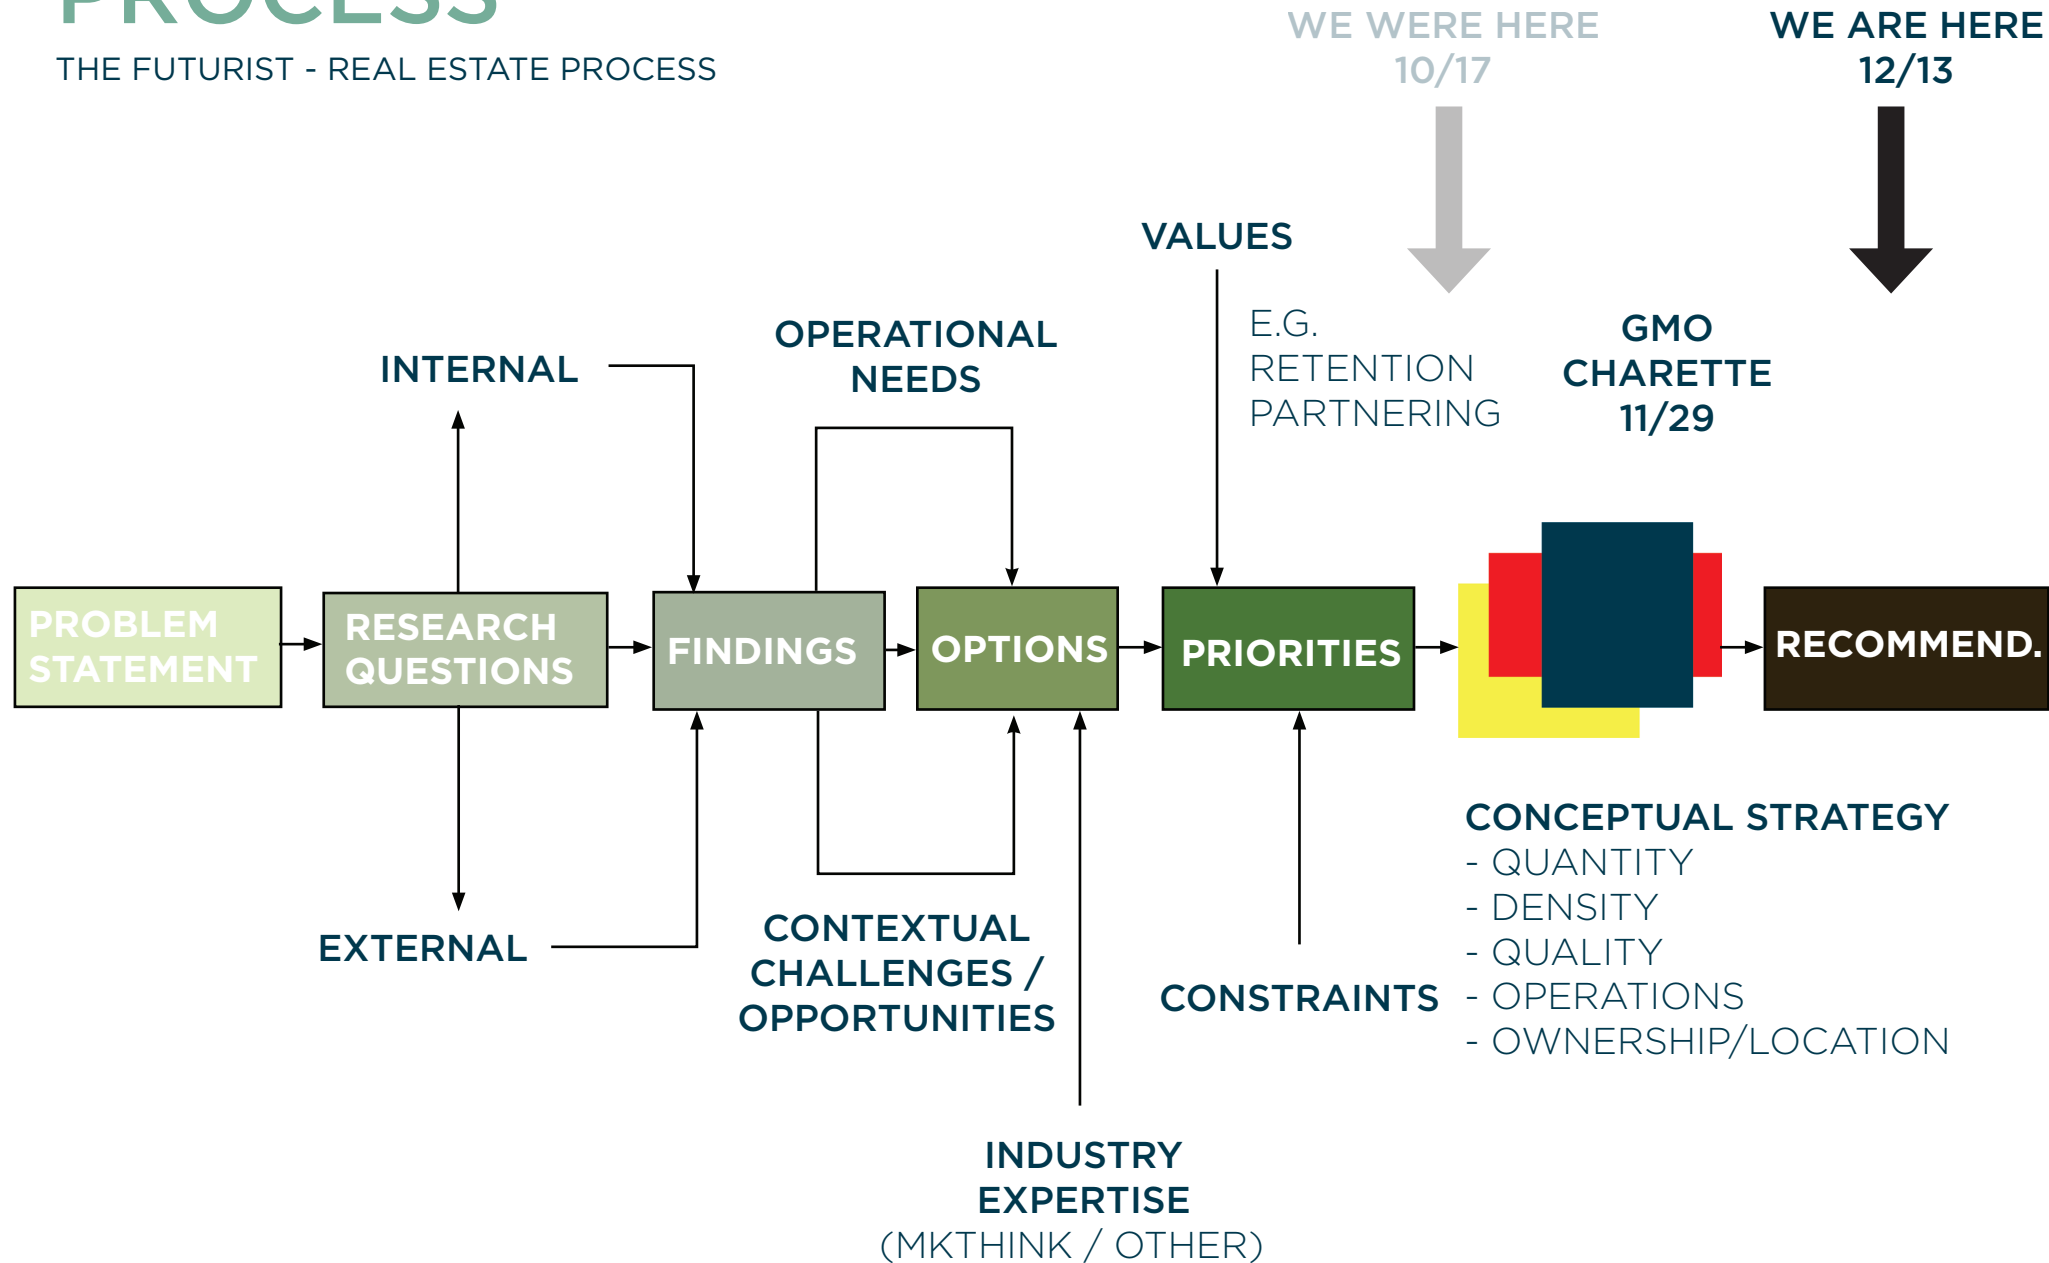 PROCESS
THE FUTURIST - REAL ESTATE PROCESS
WE WERE HERE
10/17
WE ARE HERE
12/13
VALUES
E.G.
RETENTION
PARTNERING
GMO
CHARETTE
11/29
OPERATIONAL
NEEDS
INTERNAL
PROBLEM
STATEMENT
RESEARCH
QUESTIONS
FINDINGS
OPTIONS
PRIORITIES
RECOMMEND.
EXTERNAL
CONTEXTUAL
CHALLENGES /
OPPORTUNITIES
CONSTRAINTS
CONCEPTUAL STRATEGY
- QUANTITY
- DENSITY
- QUALITY
- OPERATIONS
- OWNERSHIP/LOCATION
INDUSTRY
EXPERTISE
(MKTHINK / OTHER)